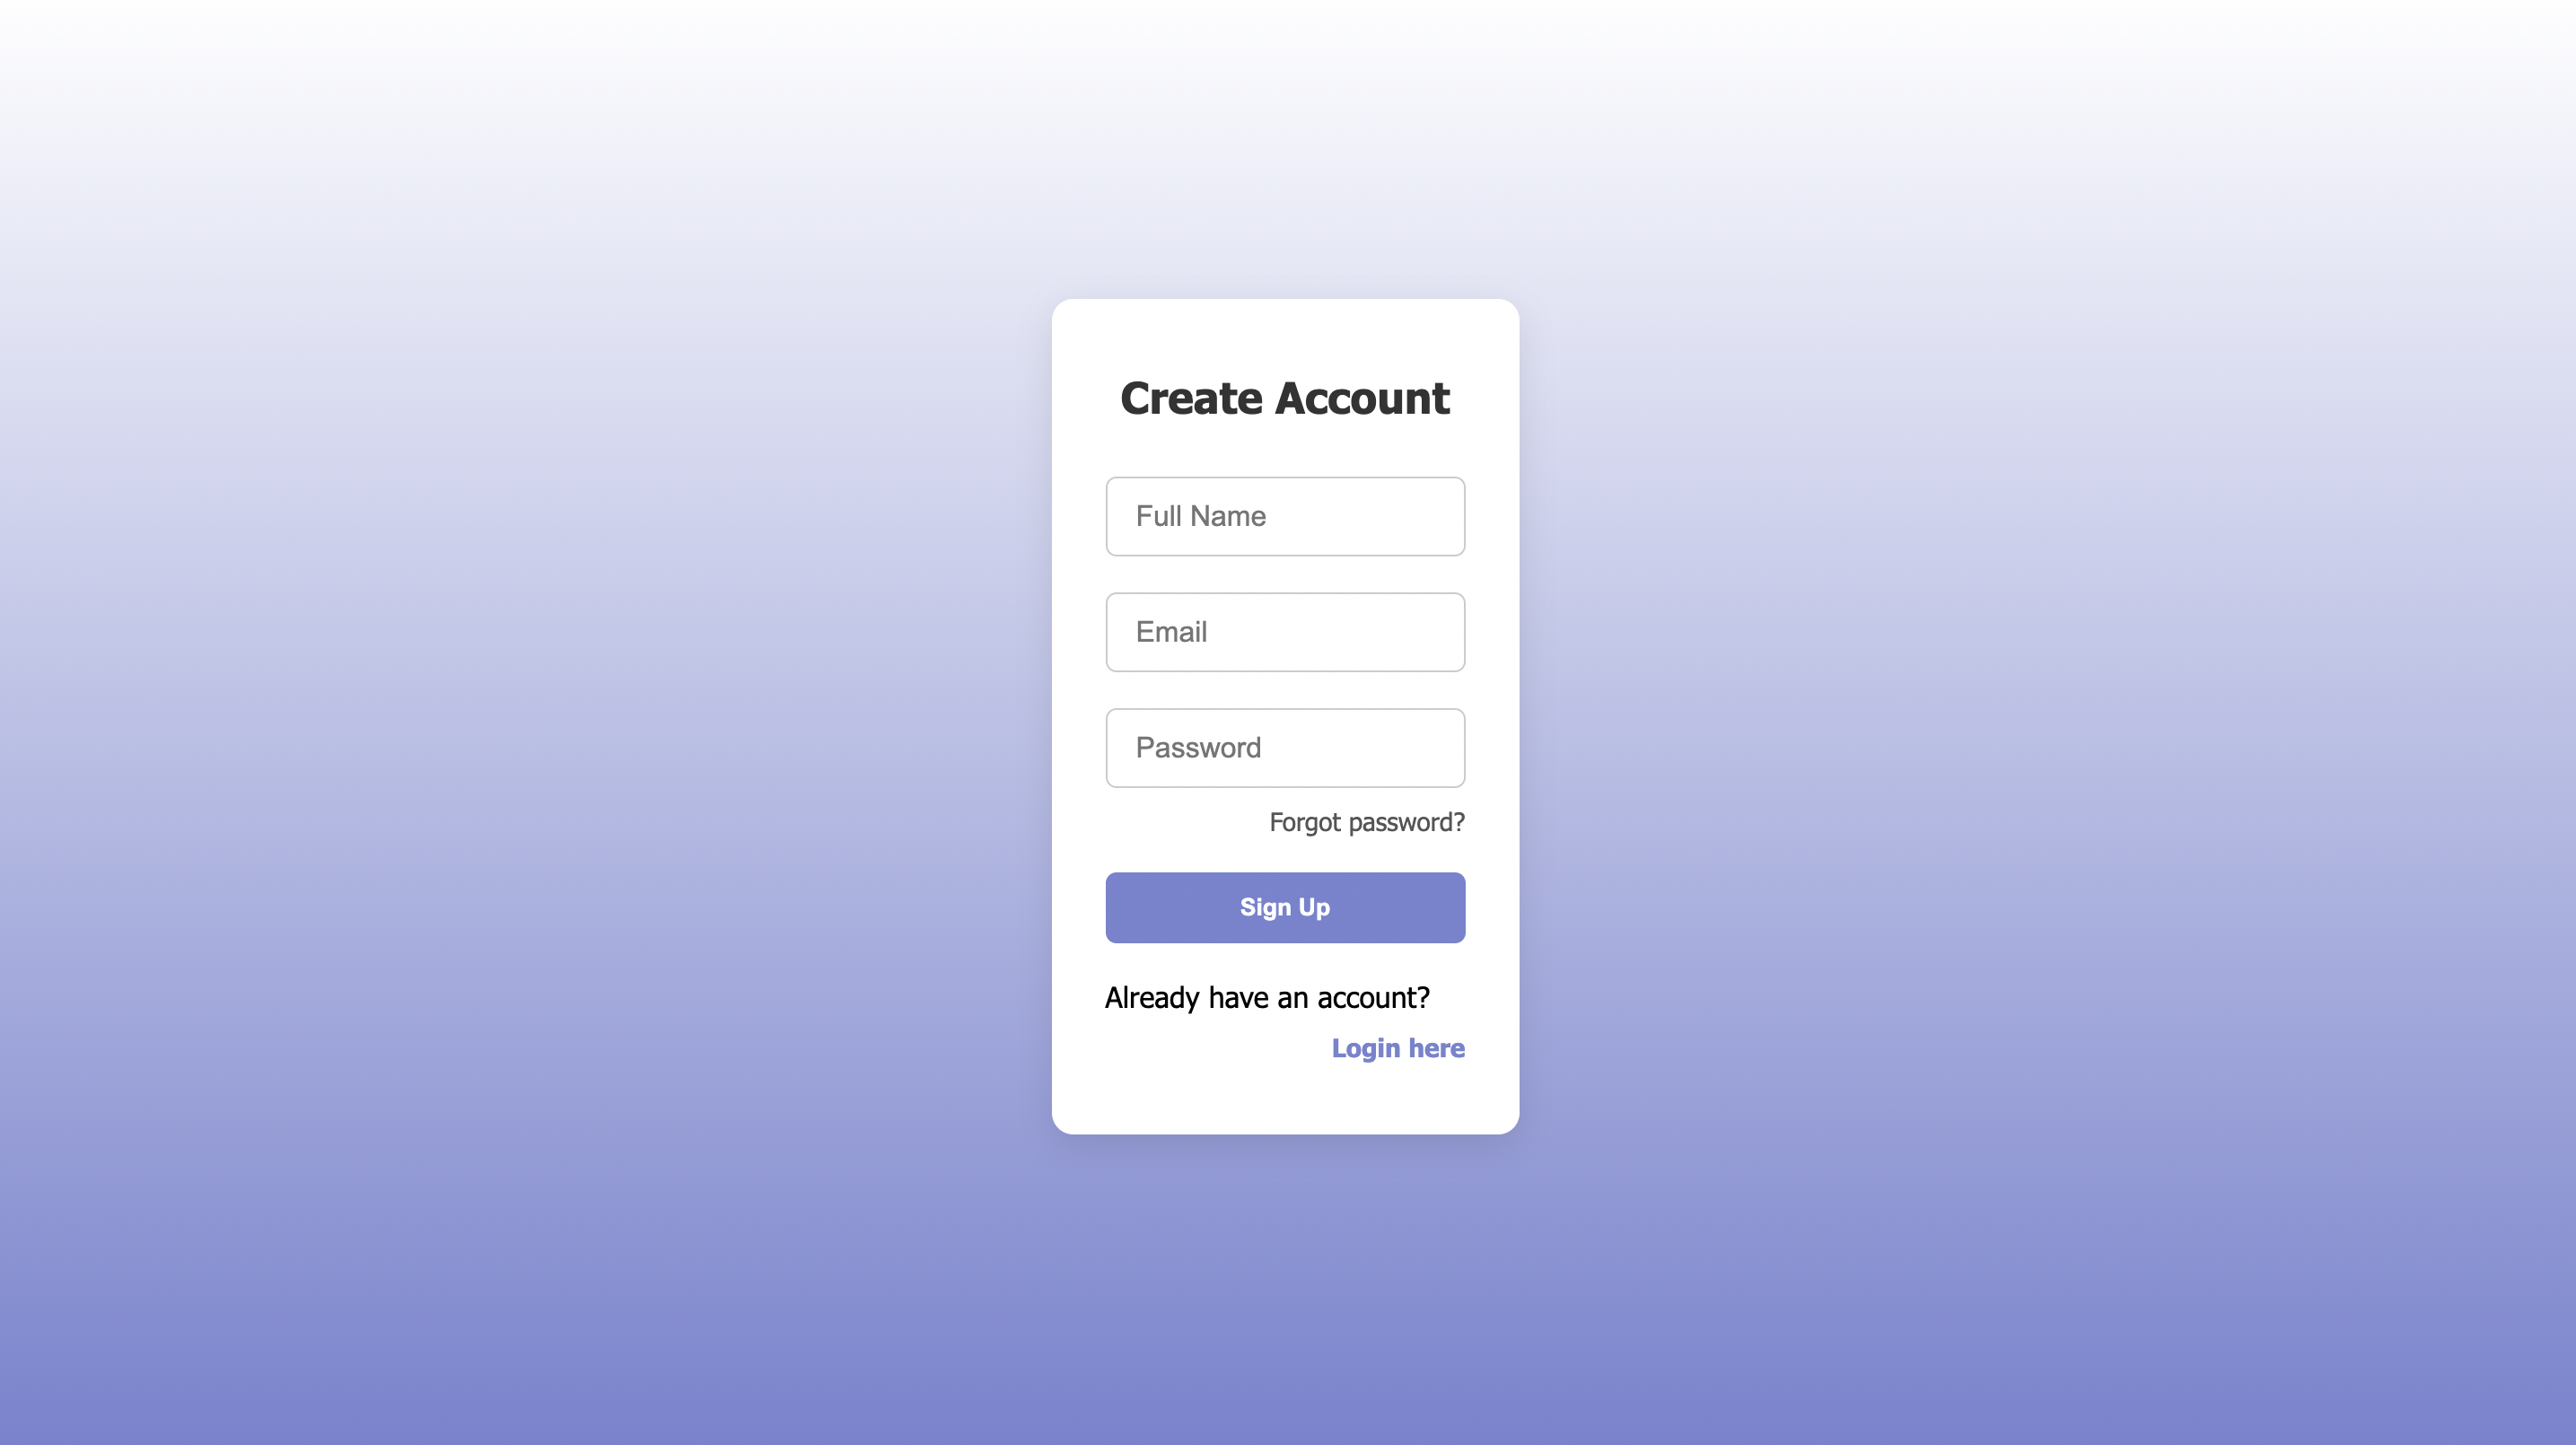 Create Account
Full Name
Email
Password
Forgot password?
Sign Up
Already have an account?
Login here